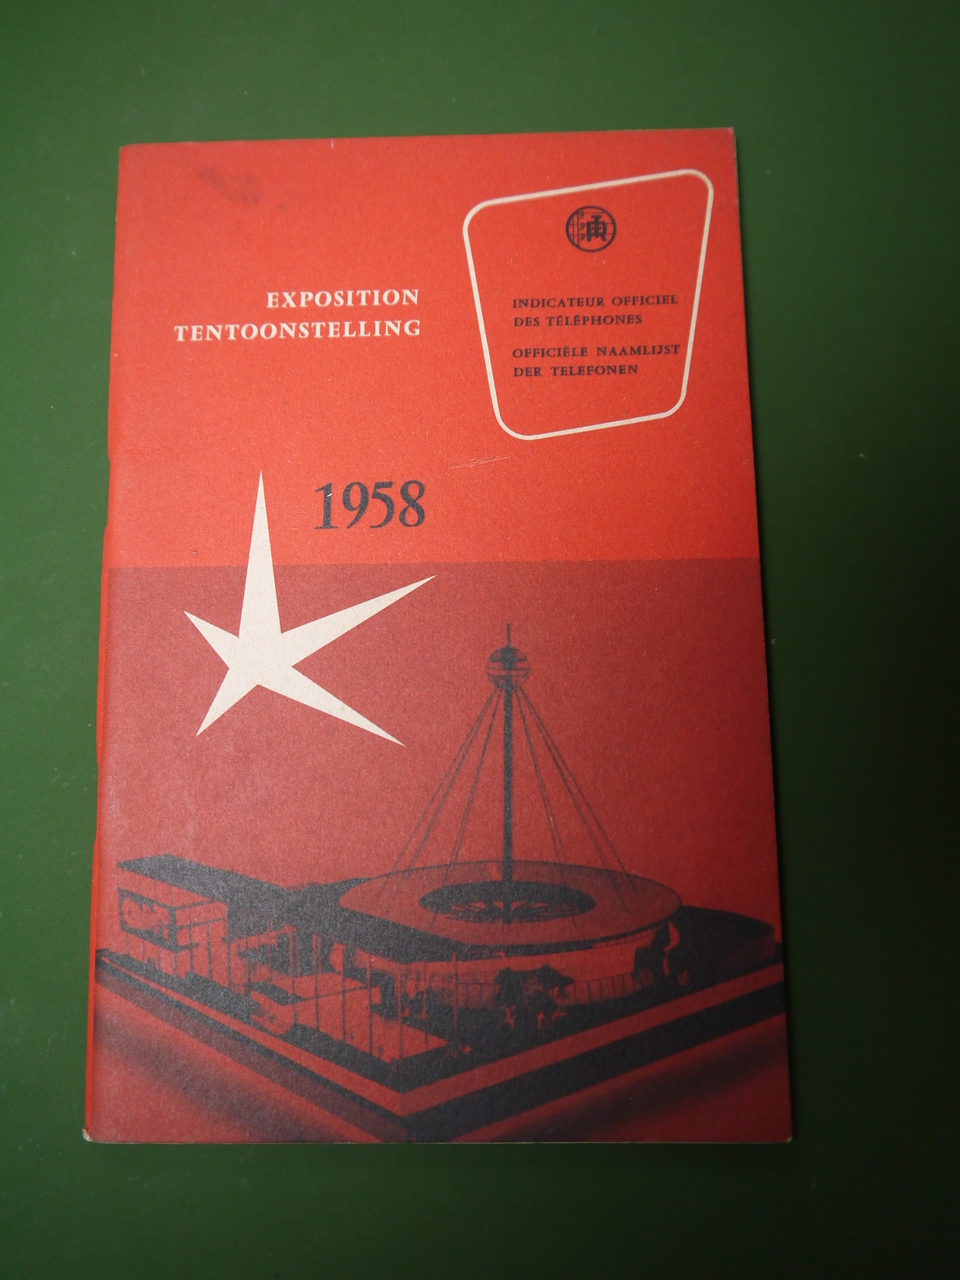 EXPOSITION
TENTOONSTELLING
INDICATEUR OFFICIEL
DES TÉLÉPHONES
OFFICIËLE NAAMLIJST
DER TELEFONEN
1958